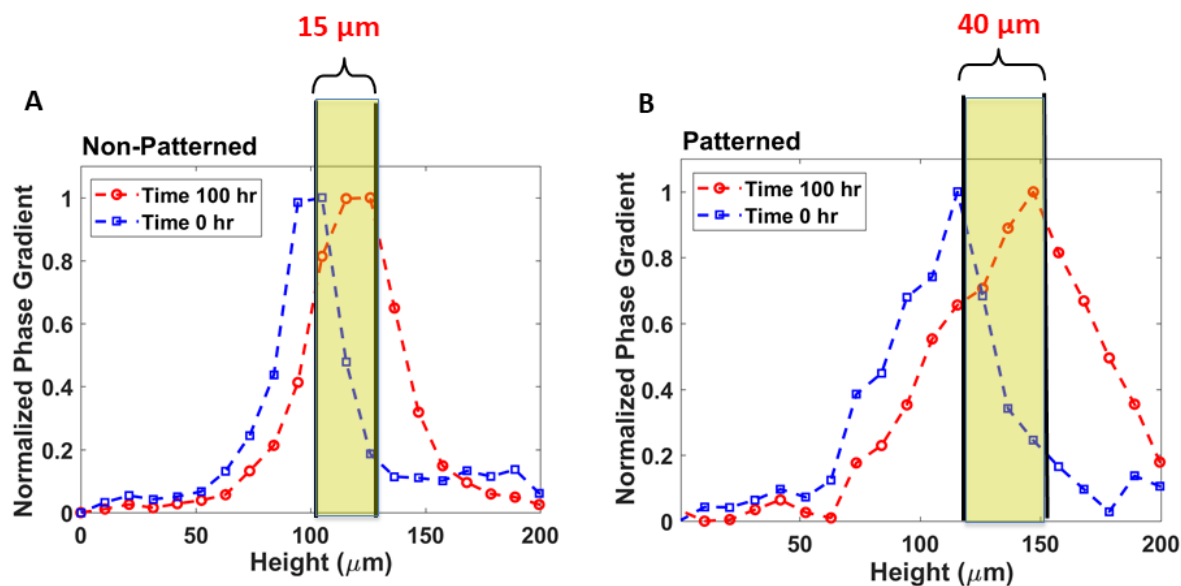 15 μm
A
Non-Patterned
Time 100 hr
Time 0 hr
Normalized Phase Gradient
1
0.8
0.6
0.4
0.2
0
0 50 100 150 200
Height (μm)
40 μm
B
Patterned
Time 100 hr
Time 0 hr
Normalized Phase Gradient
1
0.8
0.6
0.4
0.2
0
50 100 150 200
Height (μm)